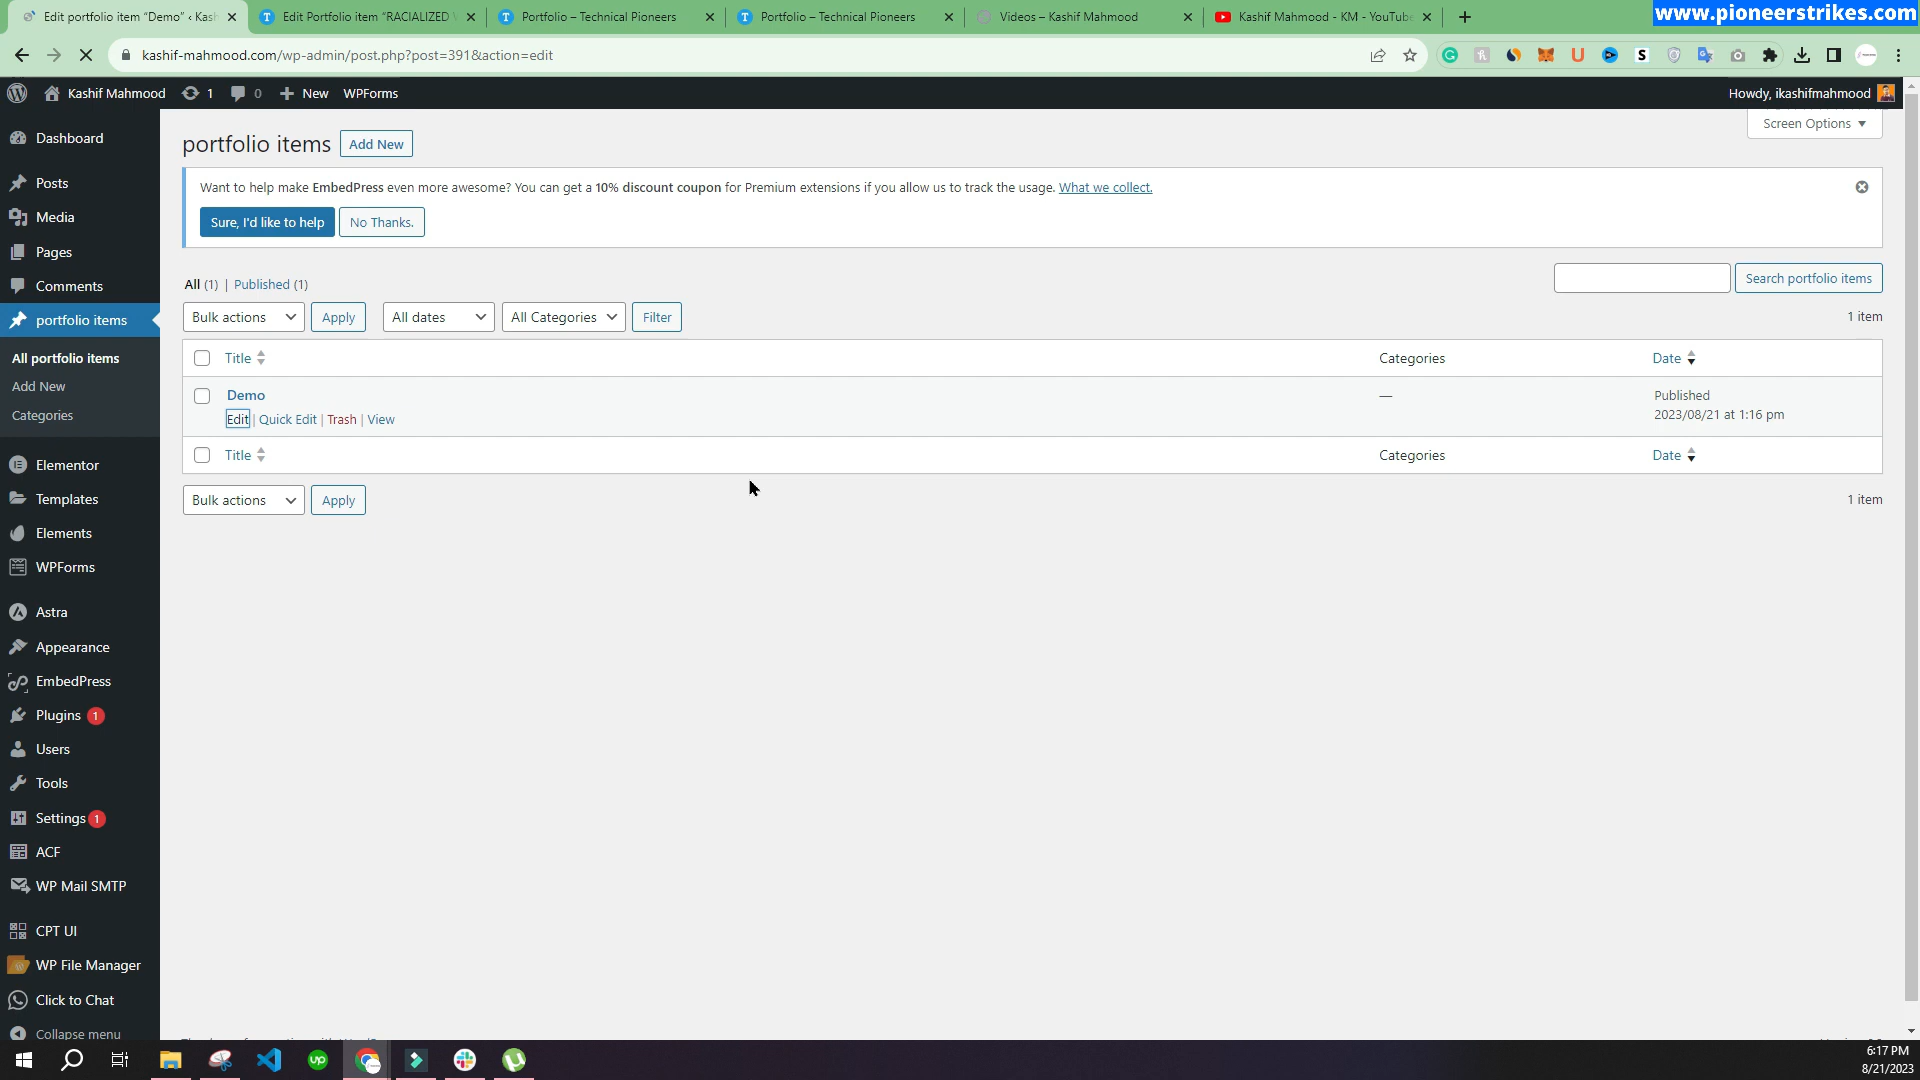 Edit portfolio item “Demo” ‹ Kash
Edit Portfolio item “RACIALIZED
Portfolio – Technical Pioneers
Portfolio – Technical Pioneers
Videos – Kashif Mahmood
Kashif Mahmood - KM - YouTube
www.pioneerstrikes.com
kashif-mahmood.com/wp-admin/post.php?post=391&action=edit
Kashif Mahmood
1
0
New
WPForms
Howdy, ikashifmahmood
Dashboard
Posts
Media
Pages
Comments
portfolio items
All portfolio items
Add New
Categories
Elementor
Templates
Elements
WPForms
Astra
Appearance
EmbedPress
Plugins 1
Users
Tools
Settings 1
ACF
WP Mail SMTP
CPT UI
WP File Manager
Click to Chat
Collapse menu
Screen Options
portfolio items Add New
Want to help make EmbedPress even more awesome? You can get a 10% discount coupon for Premium extensions if you allow us to track the usage. What we collect.
Sure, I'd like to help No Thanks.
All (1) | Published (1)
Search portfolio items
Bulk actions Apply All dates All Categories Filter
1 item
Title Categories Date
Demo — Published
2023/08/21 at 1:16 pm
Edit | Quick Edit | Trash | View
Title Categories Date
Bulk actions Apply
1 item
up
6:17 PM
8/21/2023